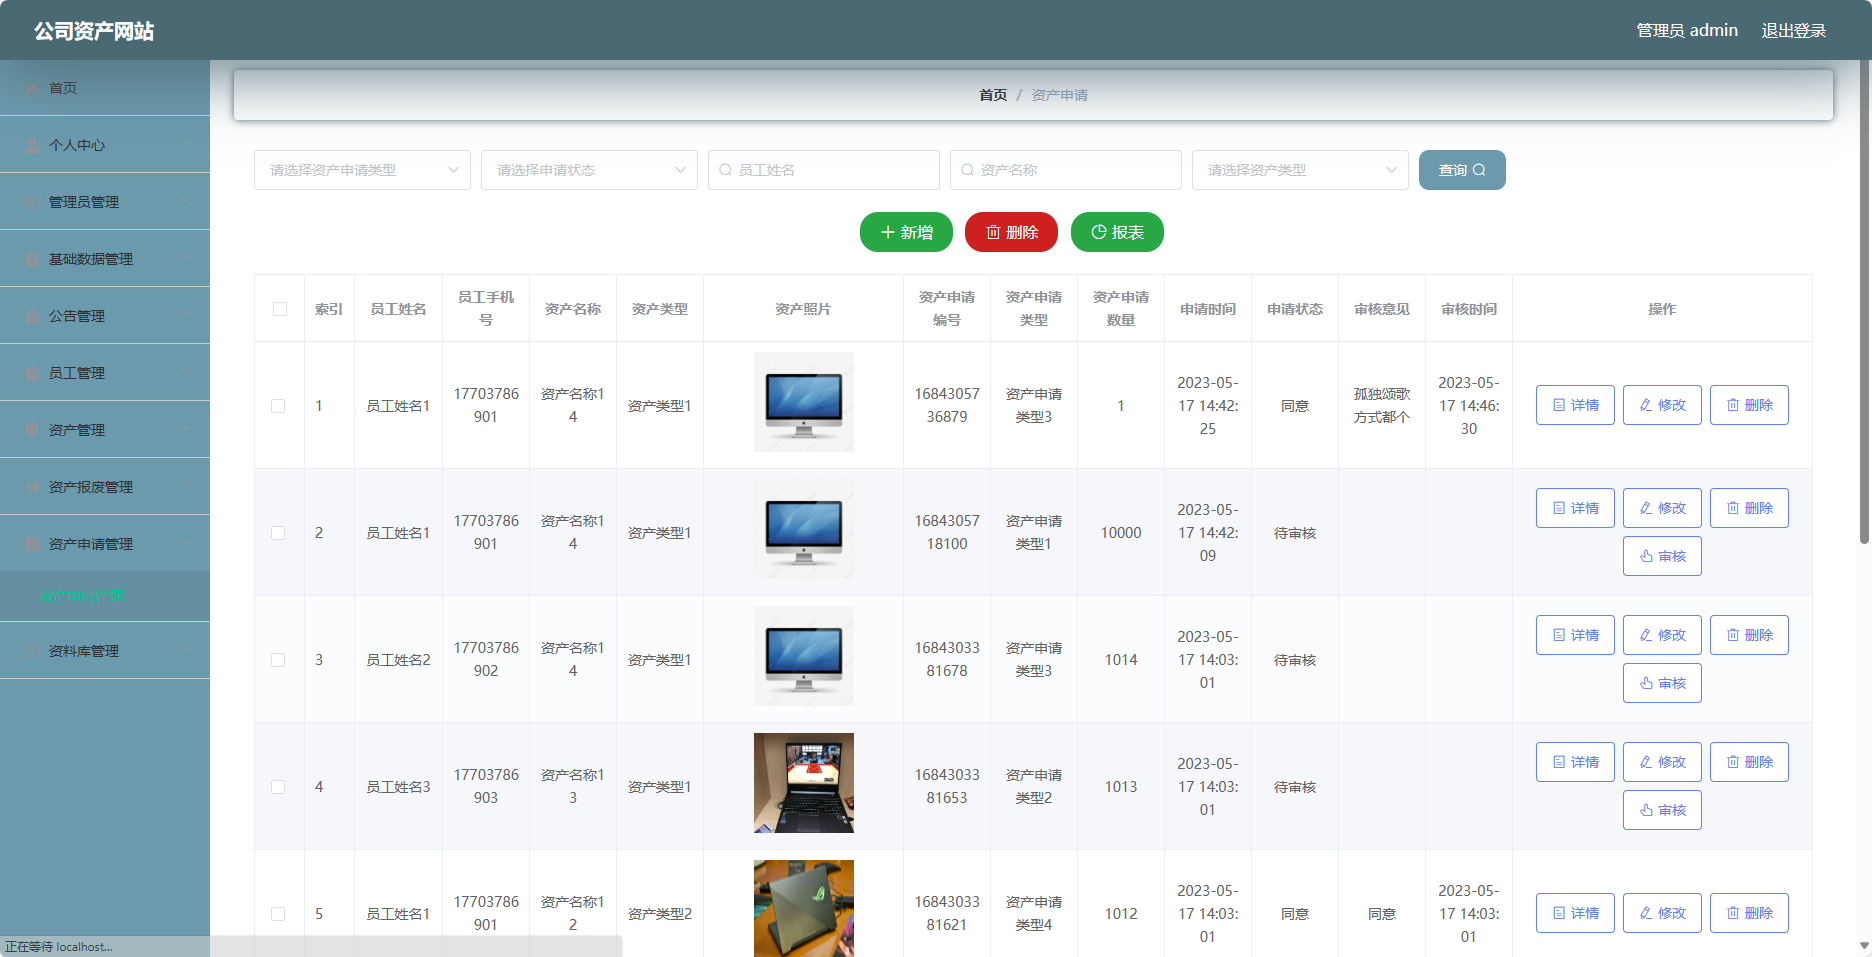 公司资产网站
管理员 admin
退出登录
首页
个人中心
管理员管理
基础数据管理
公告管理
员工管理
资产管理
资产报废管理
资产申请管理
资料库管理
首页 / 资产申请
请选择资产申请类型
请选择申请状态
员工姓名
资产名称
请选择资产类型
查询
新增
删除
报表
索引
员工姓名
员工手机
号
资产名称
资产类型
资产照片
资产申请
编号
资产申请
类型
资产申请
数量
申请时间
申请状态
审核意见
审核时间
操作
1
员工姓名1
17703786
901
资产名称1
4
资产类型1
16843057
36879
资产申请
类型3
1
2023-05-
17 14:42:
25
同意
孤独颂歌
方式都个
2023-05-
17 14:46:
30
详情
修改
删除
2
员工姓名1
17703786
901
资产名称1
4
资产类型1
16843057
18100
资产申请
类型1
10000
2023-05-
17 14:42:
09
待审核
详情
修改
删除
审核
3
员工姓名2
17703786
902
资产名称1
4
资产类型1
16843033
81678
资产申请
类型3
1014
2023-05-
17 14:03:
01
待审核
详情
修改
删除
审核
4
员工姓名3
17703786
903
资产名称1
3
资产类型1
16843033
81653
资产申请
类型2
1013
2023-05-
17 14:03:
01
待审核
详情
修改
删除
审核
5
员工姓名1
17703786
901
资产名称1
2
资产类型2
16843033
81621
资产申请
类型4
1012
2023-05-
17 14:03:
01
同意
同意
2023-05-
17 14:03:
01
详情
修改
删除
正在等待 localhost...